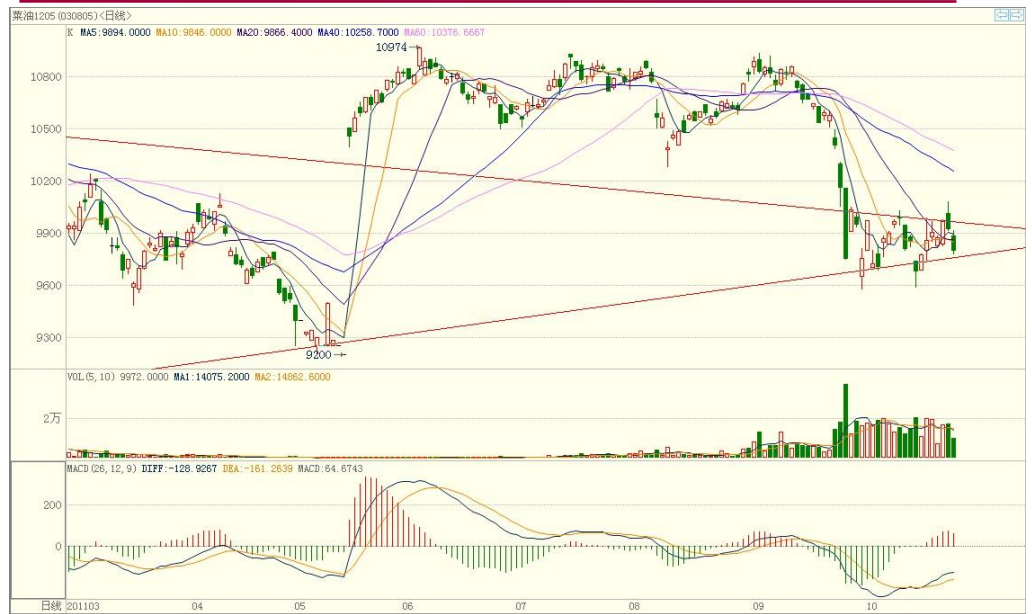 菜油1205(030805)<日线>
K MA5:9894.0000 MA10:9846.0000 MA20:9866.4000 MA40:10258.7000 MA60:10376.6667
10974
10800
10500
10200
9900
9600
9300
9200
VOL(5,10) 9972.0000 MA1:14075.2000 MA2:14862.6000
2万
MACD(26,12,9) DIFF:-128.9267 DEA:-161.2639 MACD:64.6743
200
0
日线 201103 04 05 06 07 08 09 10